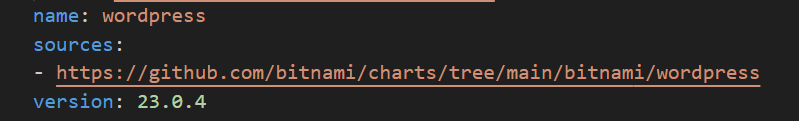 name: wordpress
sources:
- https://github.com/bitnami/charts/tree/main/bitnami/wordpress
version: 23.0.4